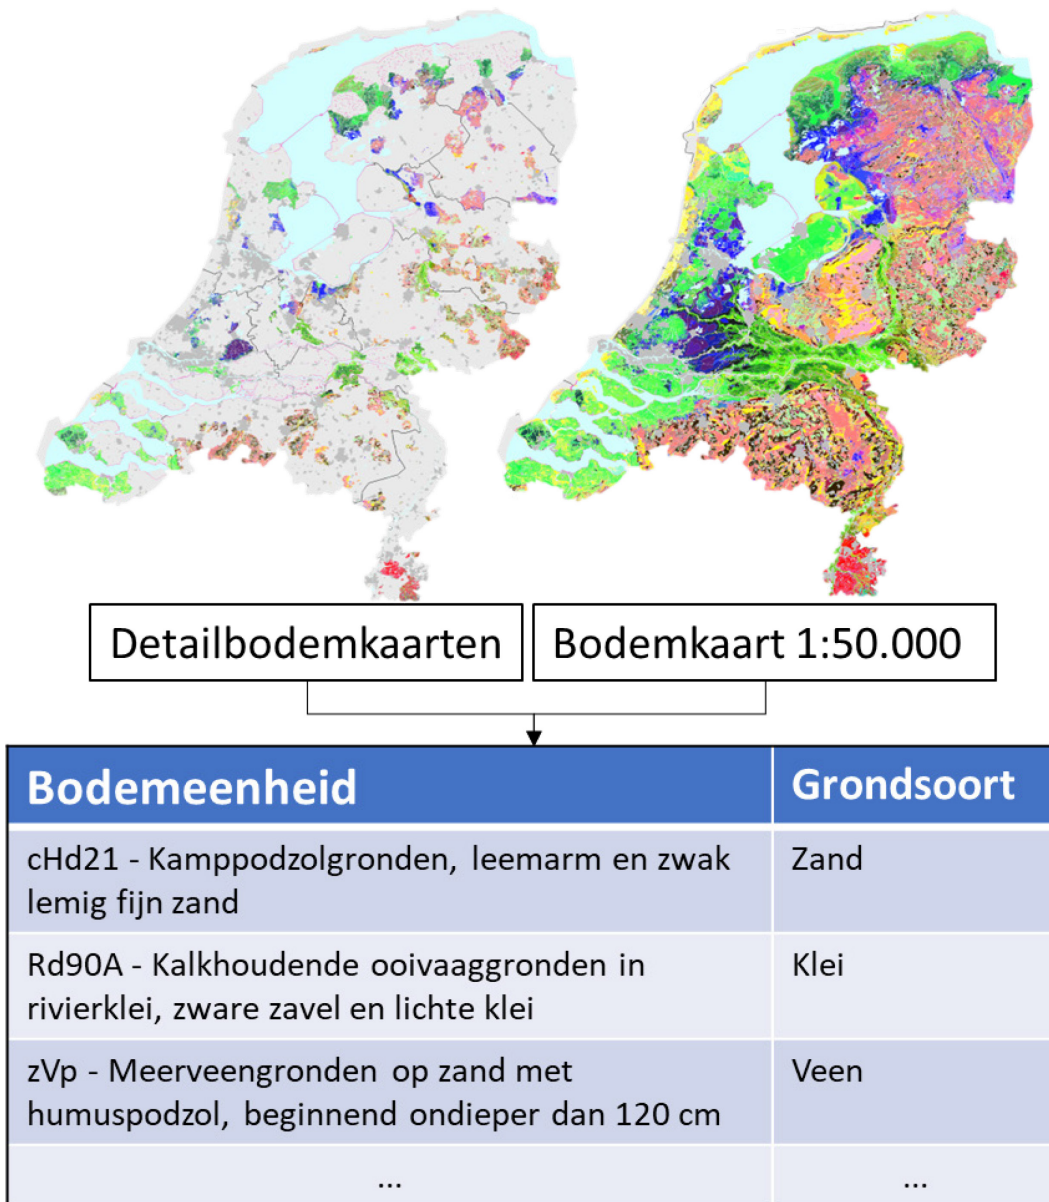 Detailbodemkaarten
Bodemkaart 1:50.000
Bodemeenheid
Grondsoort
cHd21 - Kamppodzolgronden, leemarm en zwak
lemig fijn zand
Zand
Rd90A - Kalkhoudende ooivaaggronden in
rivierklei, zware zavel en lichte klei
Klei
zVp - Meerveengronden op zand met
humuspodzol, beginnend ondieper dan 120 cm
Veen
...
...